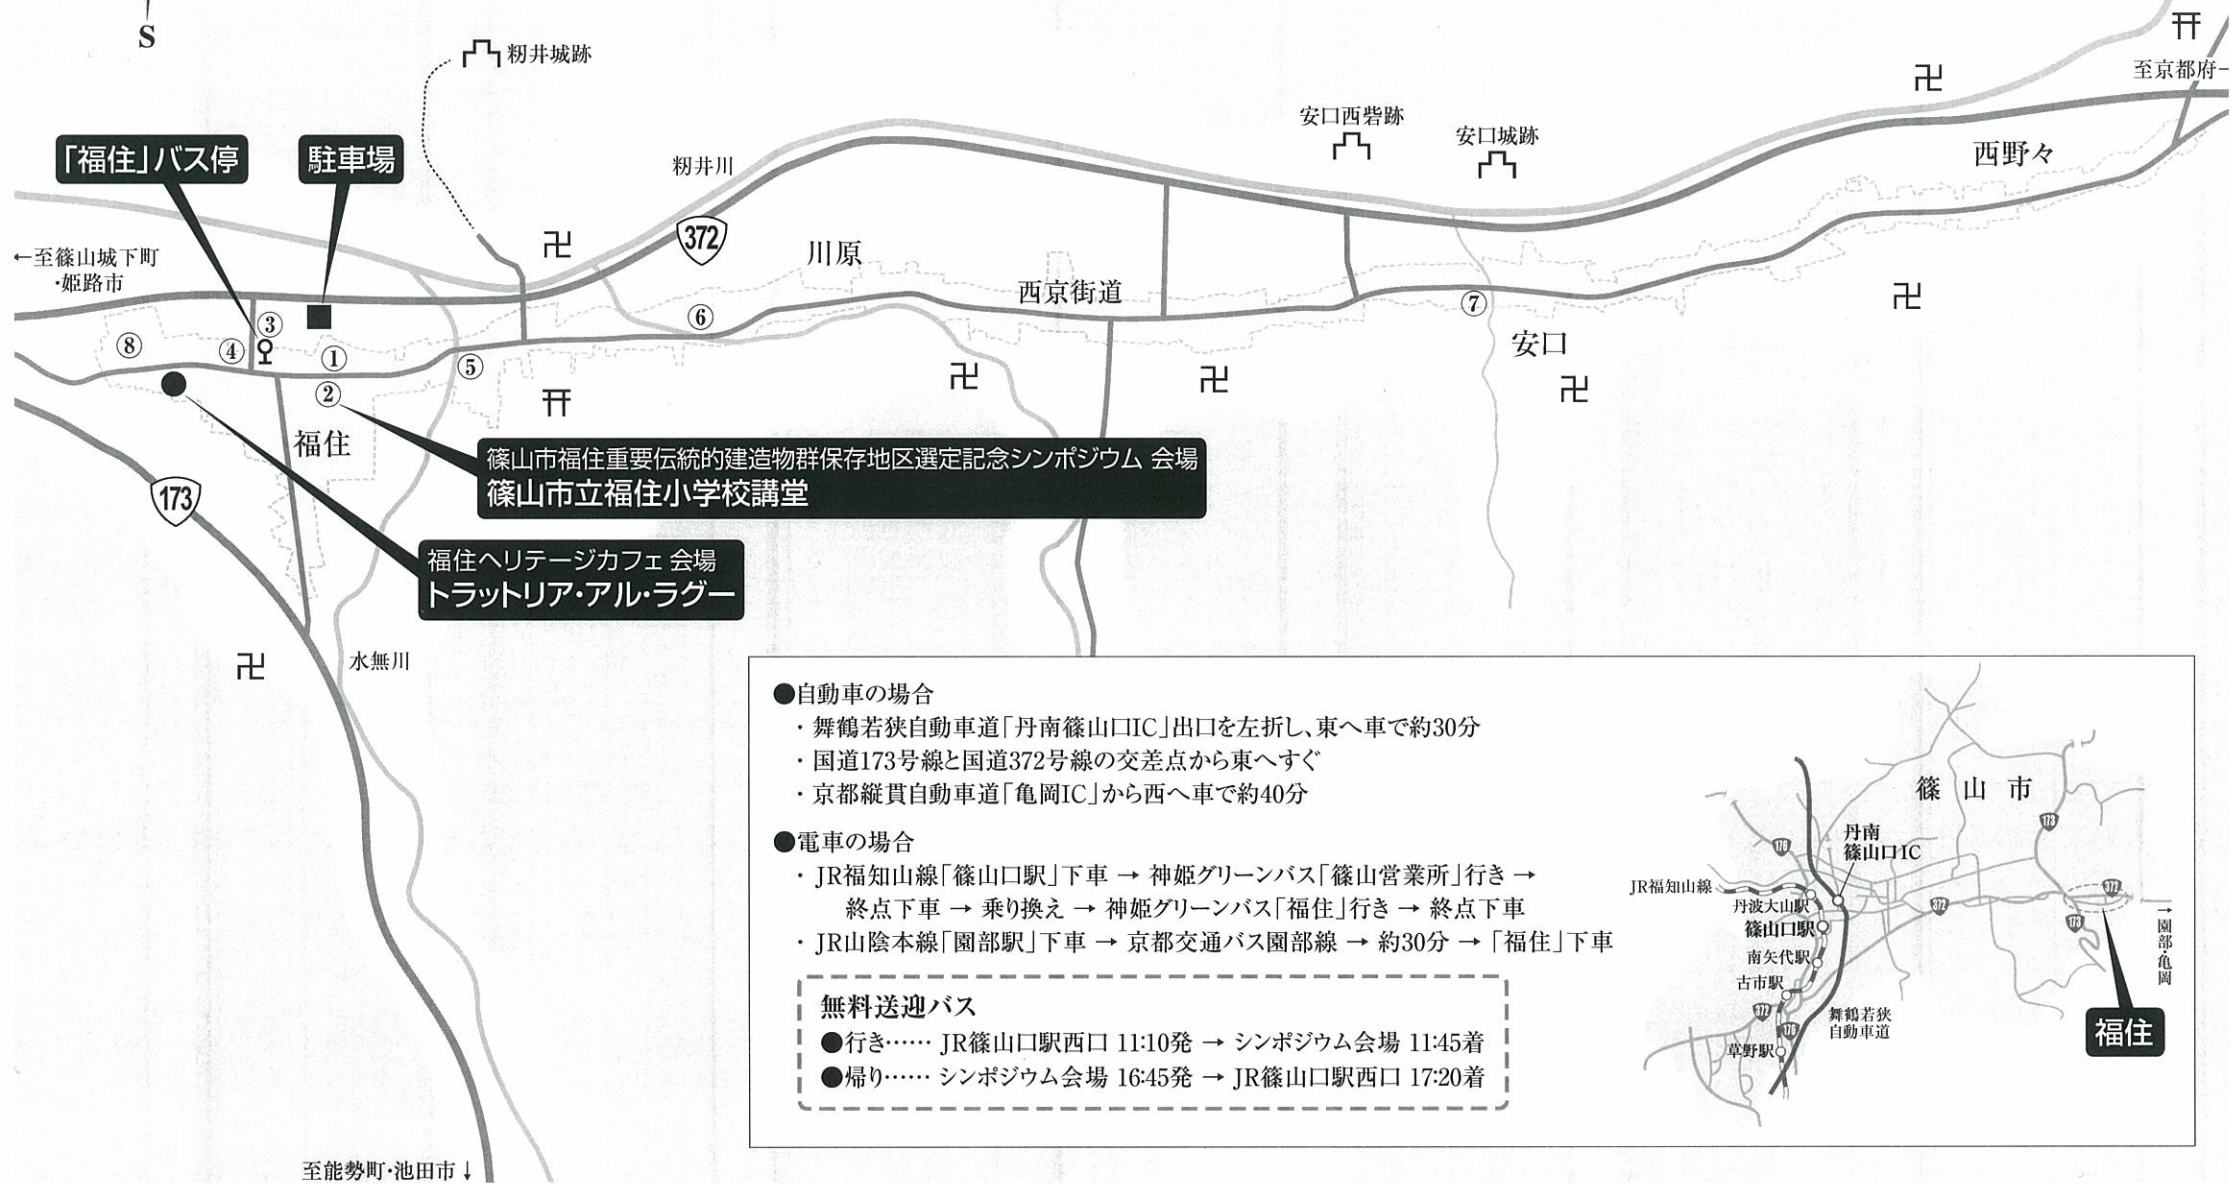 S
籾井城跡
至京都府
安口西砦跡
安口城跡
「福住」バス停
駐車場
籾井川
西野々
372
川原
←至篠山城下町
・姫路市
西京街道
③
⑥
⑦
⑧
④
①
⑤
安口
②
福住
篠山市福住重要伝統的建造物群保存地区選定記念シンポジウム 会場
篠山市立福住小学校講堂
173
福住ヘリテージカフェ 会場
トラットリア・アル・ラグー
水無川
至能勢町・池田市↓
●自動車の場合
・舞鶴若狭自動車道「丹南篠山口IC」出口を左折し、東へ車で約30分
・国道173号線と国道372号線の交差点から東へすぐ
・京都縦貫自動車道「亀岡IC」から西へ車で約40分
●電車の場合
・JR福知山線「篠山口駅」下車 → 神姫グリーンバス「篠山営業所」行き →
終点下車 → 乗り換え → 神姫グリーンバス「福住」行き → 終点下車
・JR山陰本線「園部駅」下車 → 京都交通バス園部線 → 約30分 → 「福住」下車
無料送迎バス
●行き…… JR篠山口駅西口 11:10発 → シンポジウム会場 11:45着
●帰り…… シンポジウム会場 16:45発 → JR篠山口駅西口 17:20着
篠山市
173
丹南
篠山口IC
176
JR福知山線
372
丹波大山駅
372
篠山口駅
173
→園部・亀岡
南矢代駅
古市駅
372
舞鶴若狭
自動車道
176
草野駅
福住